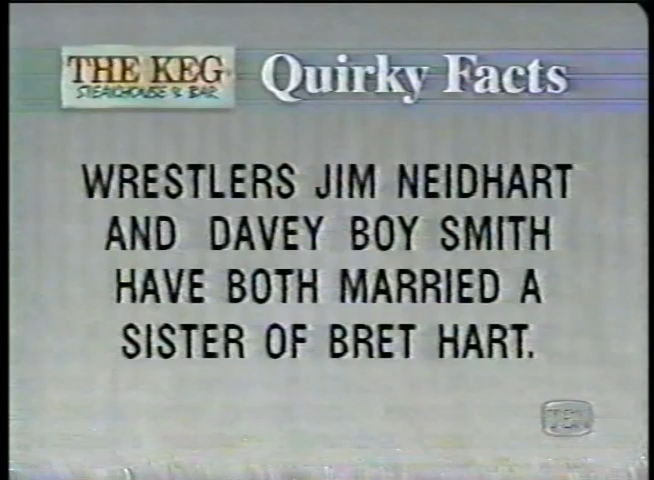 THE KEG
STEAKHOUSE & BAR
Quirky Facts
WRESTLERS JIM NEIDHART
AND DAVEY BOY SMITH
HAVE BOTH MARRIED A
SISTER OF BRET HART.